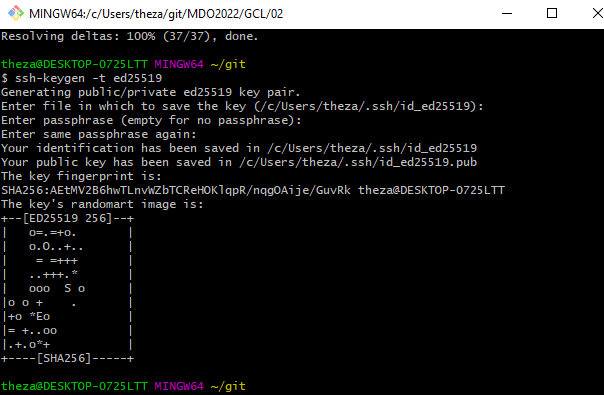 MINGW64:/c/Users/theza/git/MDO2022/GCL/02
Resolving deltas: 100% (37/37), done.
theza@DESKTOP-0725LTT MINGW64 ~/git
$ ssh-keygen -t ed25519
Generating public/private ed25519 key pair.
Enter file in which to save the key (/c/Users/theza/.ssh/id_ed25519):
Enter passphrase (empty for no passphrase):
Enter same passphrase again:
Your identification has been saved in /c/Users/theza/.ssh/id_ed25519
Your public key has been saved in /c/Users/theza/.ssh/id_ed25519.pub
The key fingerprint is:
SHA256:AEtMV2B6hwTLnvWZbTCReHOKlqpR/nqgOAije/GuvRk theza@DESKTOP-0725LTT
The key's randomart image is:
+--[ED25519 256]--+
|   o=.=+o.       |
|   o.O..+..      |
|    = =+++       |
|   ..+++.*       |
|   ooo  S o      |
|o o +    .       |
|+o *Eo           |
|= +..oo          |
|.+.o*+           |
+----[SHA256]-----+
theza@DESKTOP-0725LTT MINGW64 ~/git